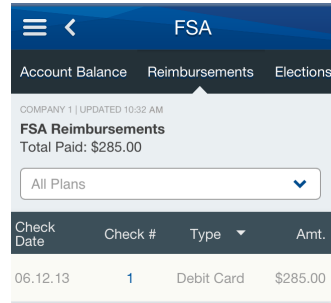 FSA
Account Balance Reimbursements Elections
COMPANY 1 | UPDATED 10:32 AM
FSA Reimbursements
Total Paid: $285.00
All Plans
Check Date Check # Type Amt.
06.12.13 1 Debit Card $285.00